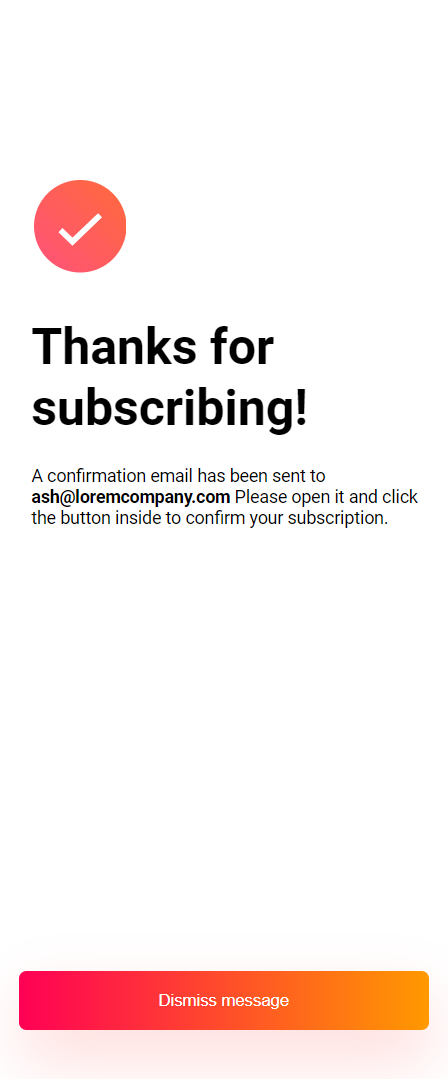 Thanks for
subscribing!
A confirmation email has been sent to
ash@loremcompany.com Please open it and click
the button inside to confirm your subscription.
Dismiss message